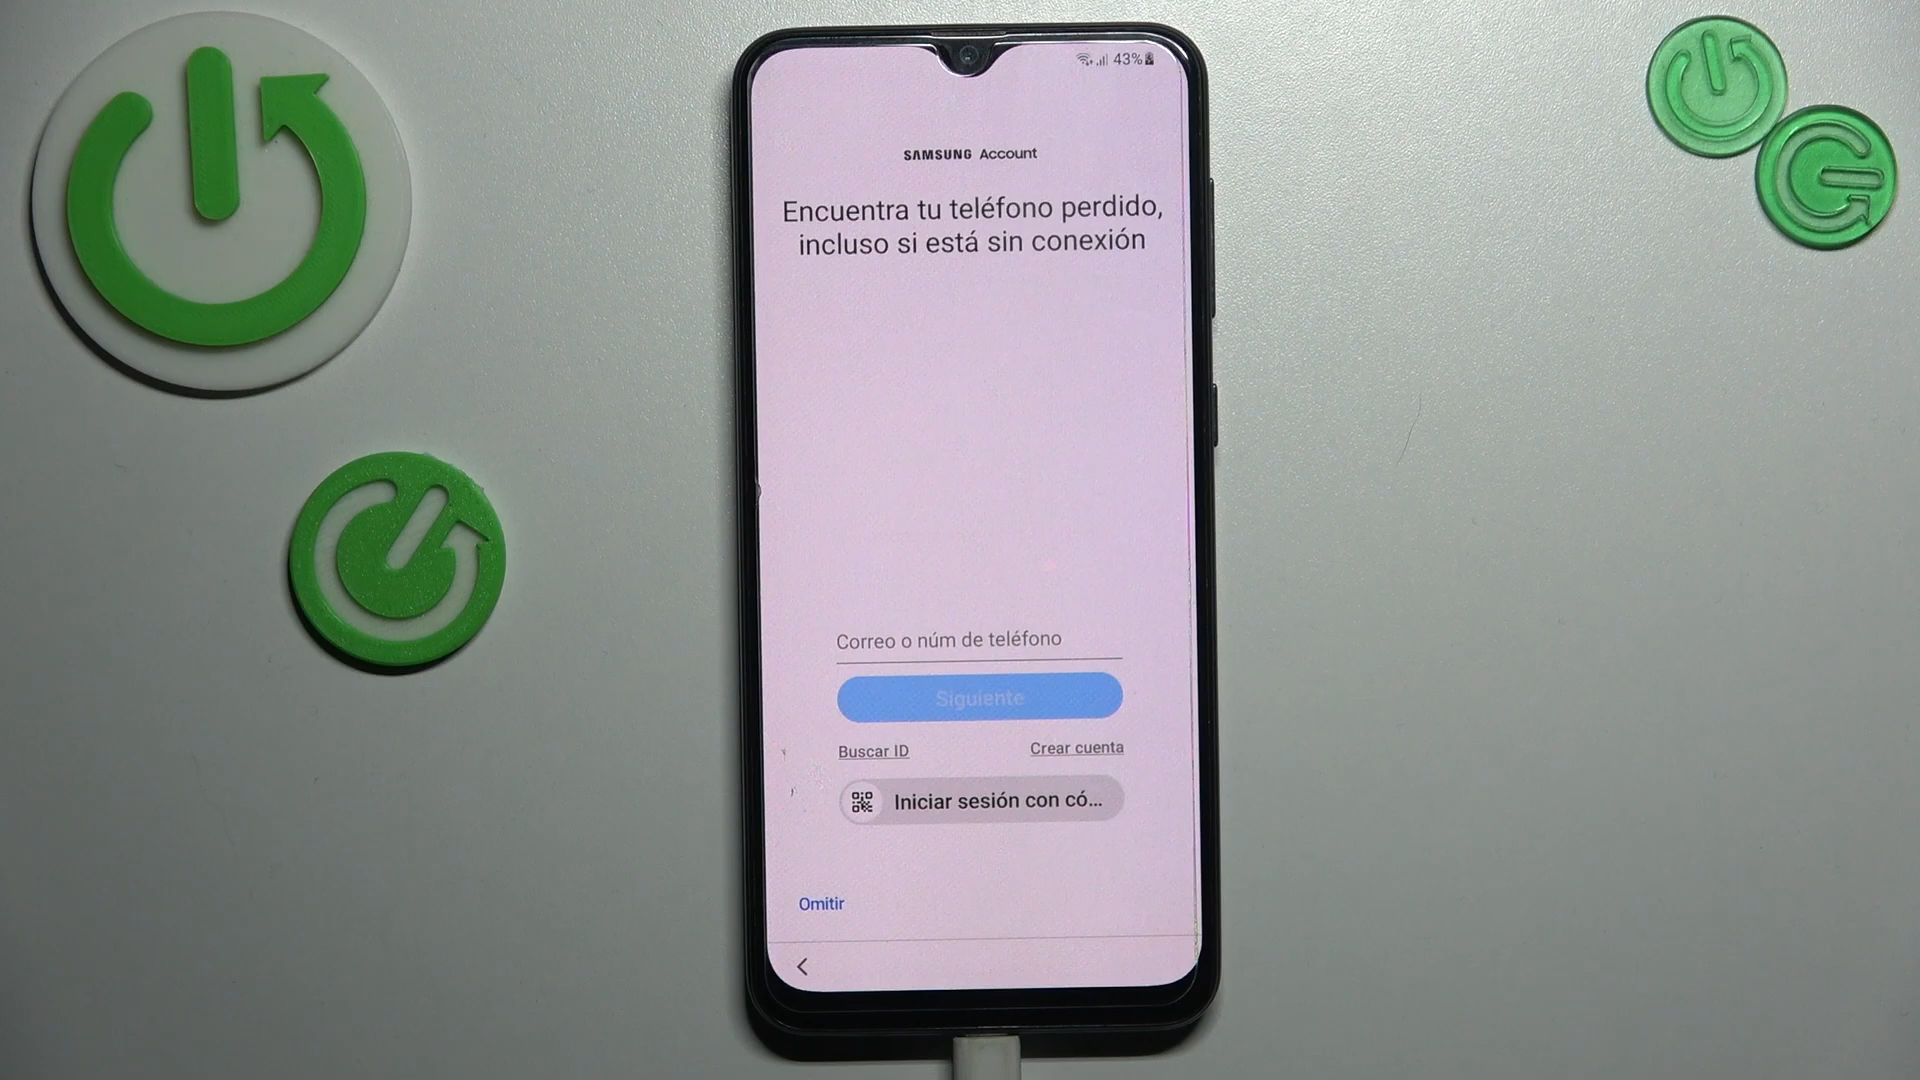 43%
SAMSUNG Account
Encuentra tu teléfono perdido,
incluso si está sin conexión
Correo o núm de teléfono
Siguiente
Buscar ID
Crear cuenta
Iniciar sesión con có...
Omitir